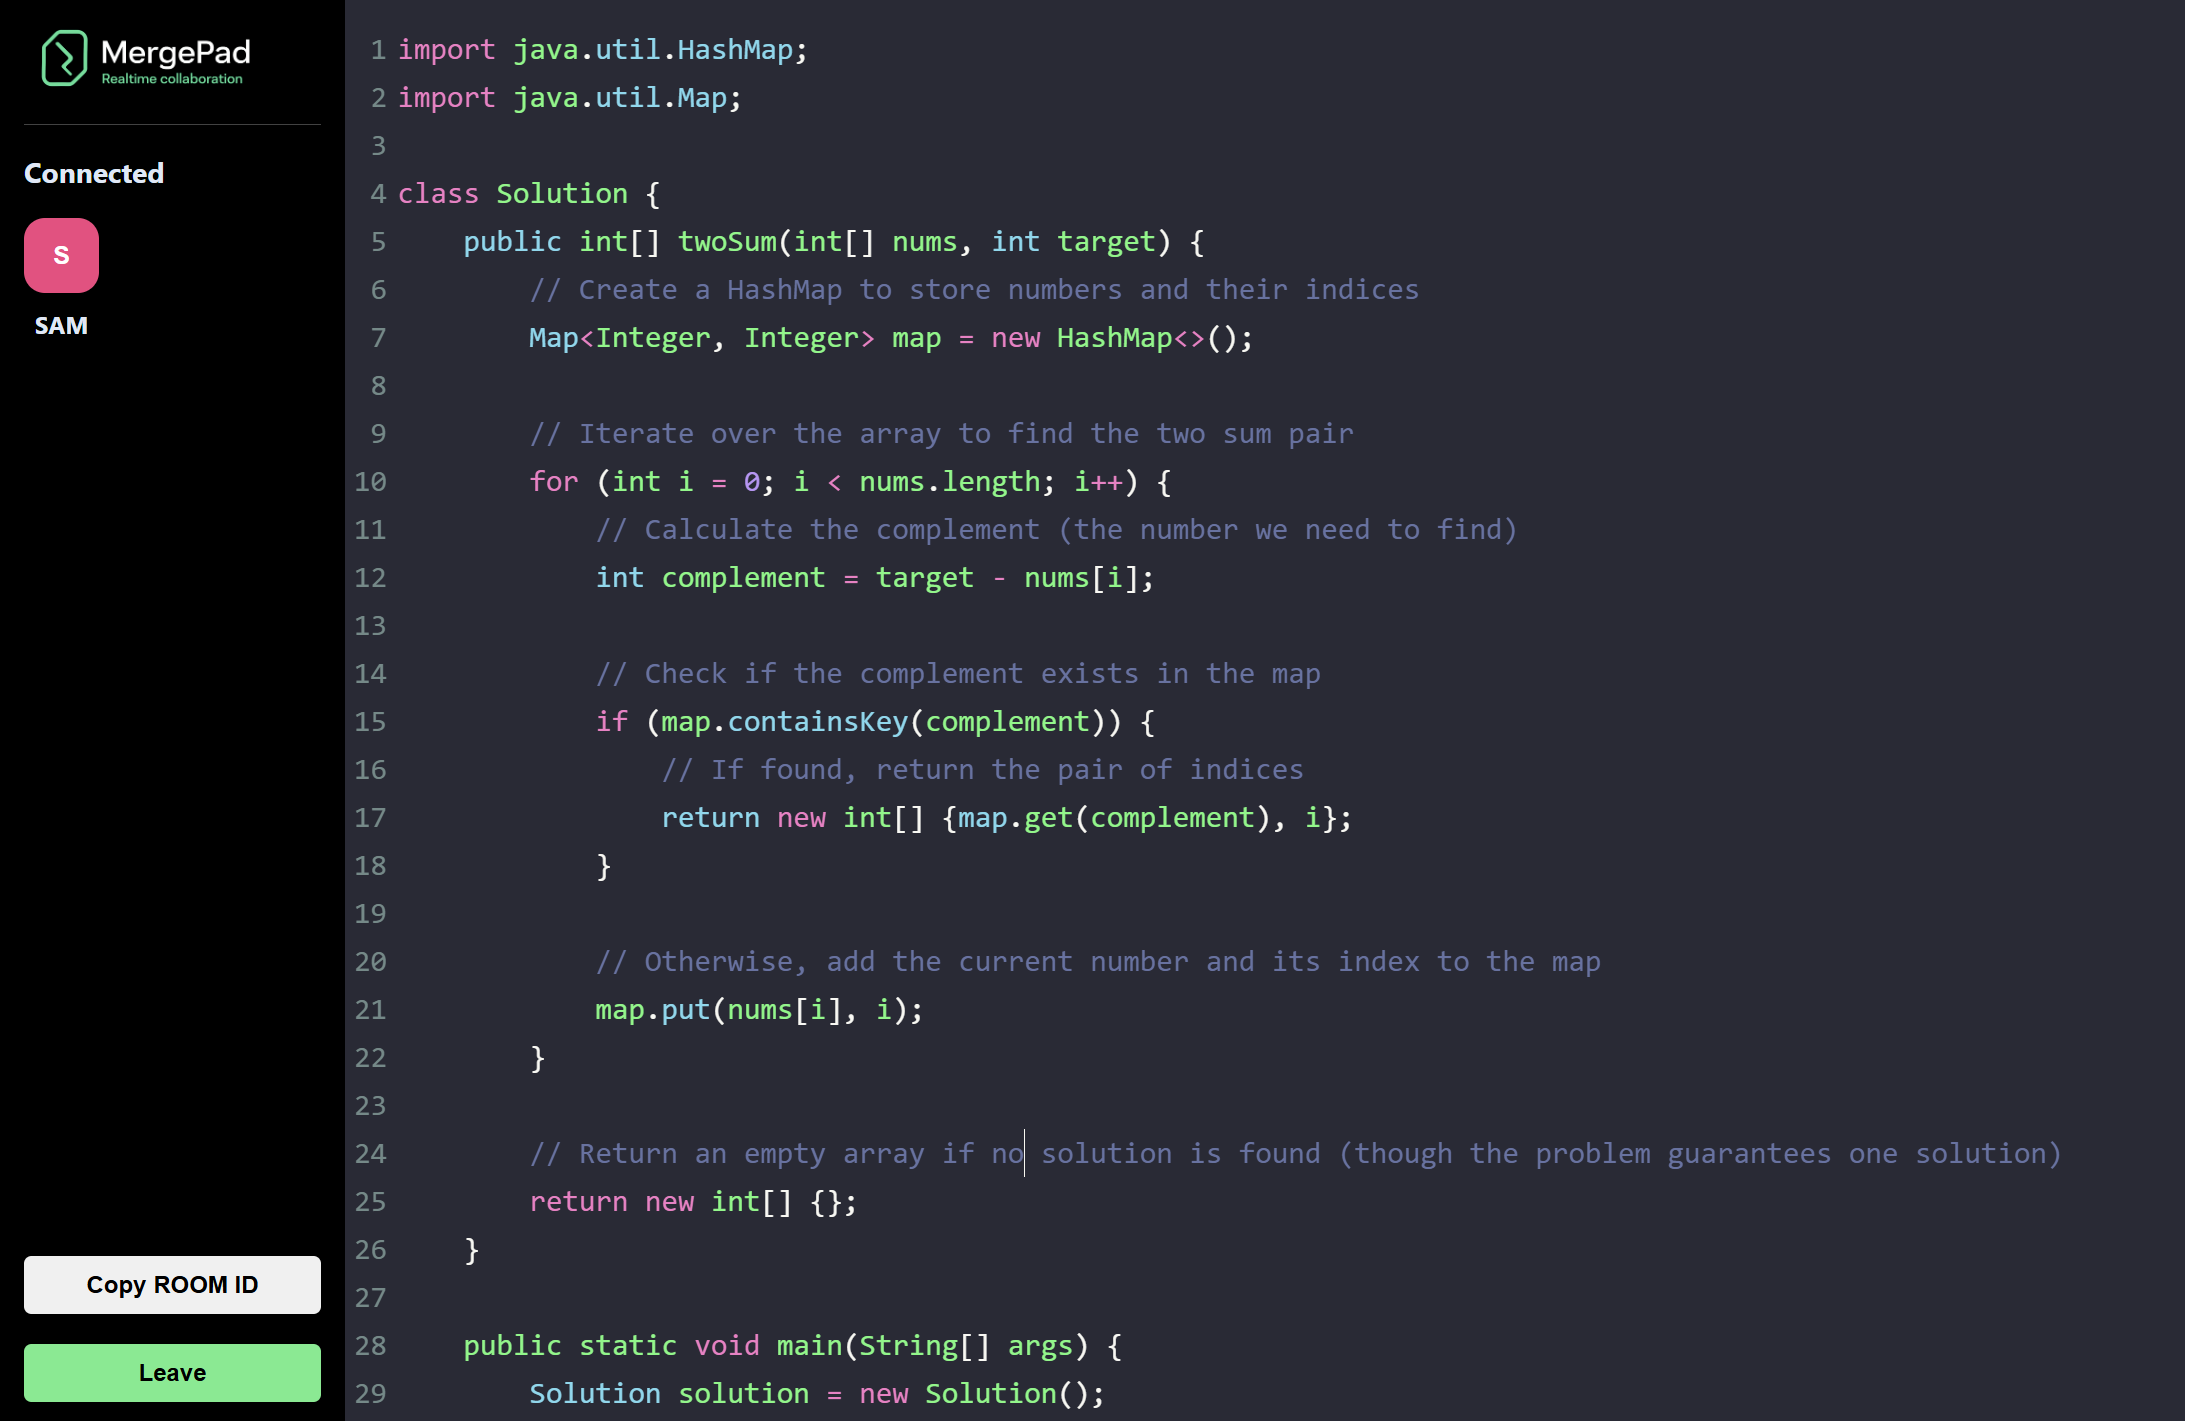 MergePad
Realtime collaboration
Connected
S
SAM
Copy ROOM ID
Leave
1 import java.util.HashMap;
2 import java.util.Map;
3
4 class Solution {
5     public int[] twoSum(int[] nums, int target) {
6         // Create a HashMap to store numbers and their indices
7         Map<Integer, Integer> map = new HashMap<>();
8
9         // Iterate over the array to find the two sum pair
10         for (int i = 0; i < nums.length; i++) {
11             // Calculate the complement (the number we need to find)
12             int complement = target - nums[i];
13
14             // Check if the complement exists in the map
15             if (map.containsKey(complement)) {
16                 // If found, return the pair of indices
17                 return new int[] {map.get(complement), i};
18             }
19
20             // Otherwise, add the current number and its index to the map
21             map.put(nums[i], i);
22         }
23
24         // Return an empty array if no solution is found (though the problem guarantees one solution)
25         return new int[] {};
26     }
27
28     public static void main(String[] args) {
29         Solution solution = new Solution();